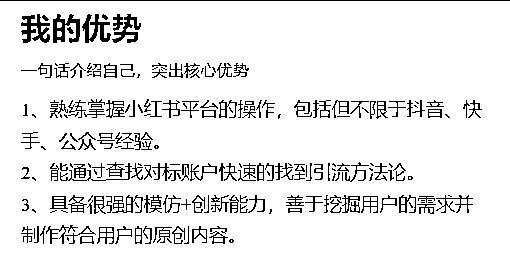 我的优势
一句话介绍自己，突出核心优势
1、熟练掌握小红书平台的操作，包括但不限于抖音、快
手、公众号经验。
2、能通过查找对标账户快速的找到引流方法论。
3、具备很强的模仿+创新能力，善于挖掘用户的需求并
制作符合用户的原创内容。